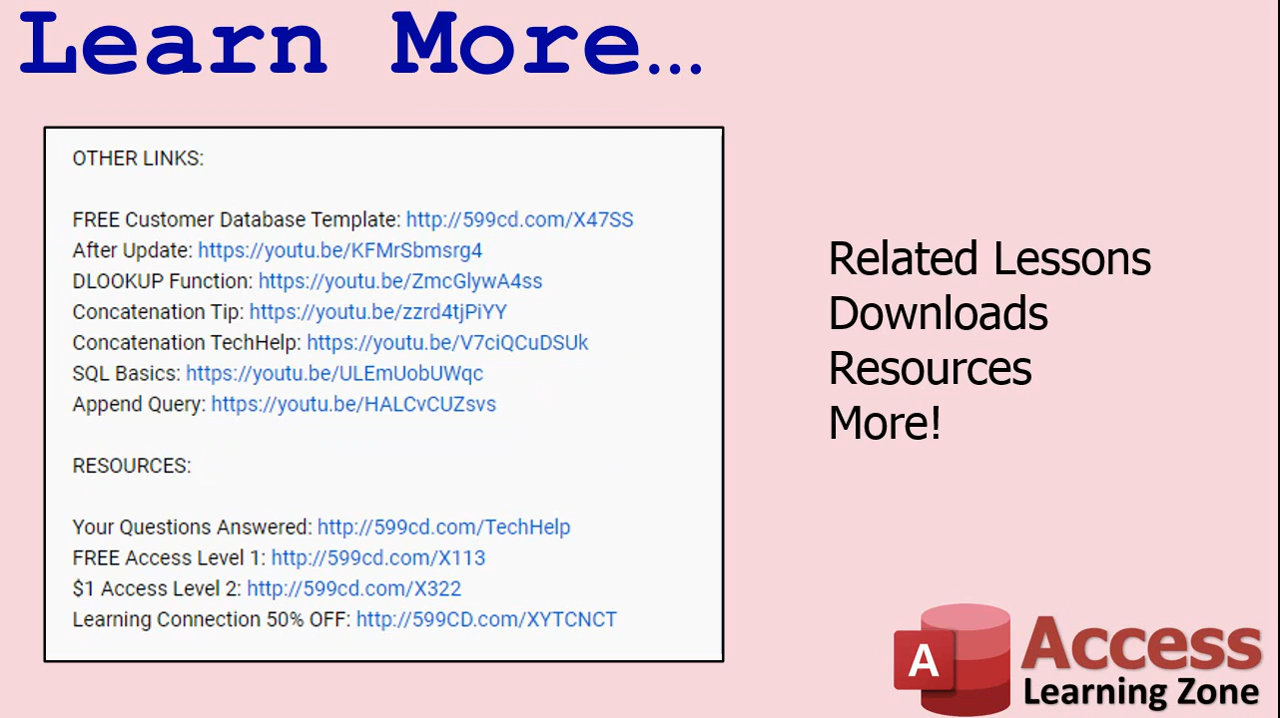 Learn More...
OTHER LINKS:
FREE Customer Database Template: http://599cd.com/X47SS
After Update: https://youtu.be/KFMrSbmsrg4
DLOOKUP Function: https://youtu.be/ZmcGlywA4ss
Concatenation Tip: https://youtu.be/zzrd4tjPiYY
Concatenation TechHelp: https://youtu.be/V7ciQCuDSUk
SQL Basics: https://youtu.be/ULEmUobUWqc
Append Query: https://youtu.be/HALCvCUZsvs
RESOURCES:
Your Questions Answered: http://599cd.com/TechHelp
FREE Access Level 1: http://599cd.com/X113
$1 Access Level 2: http://599cd.com/X322
Learning Connection 50% OFF: http://599CD.com/XYTCNCT
Related Lessons
Downloads
Resources
More!
A
Access
Learning Zone